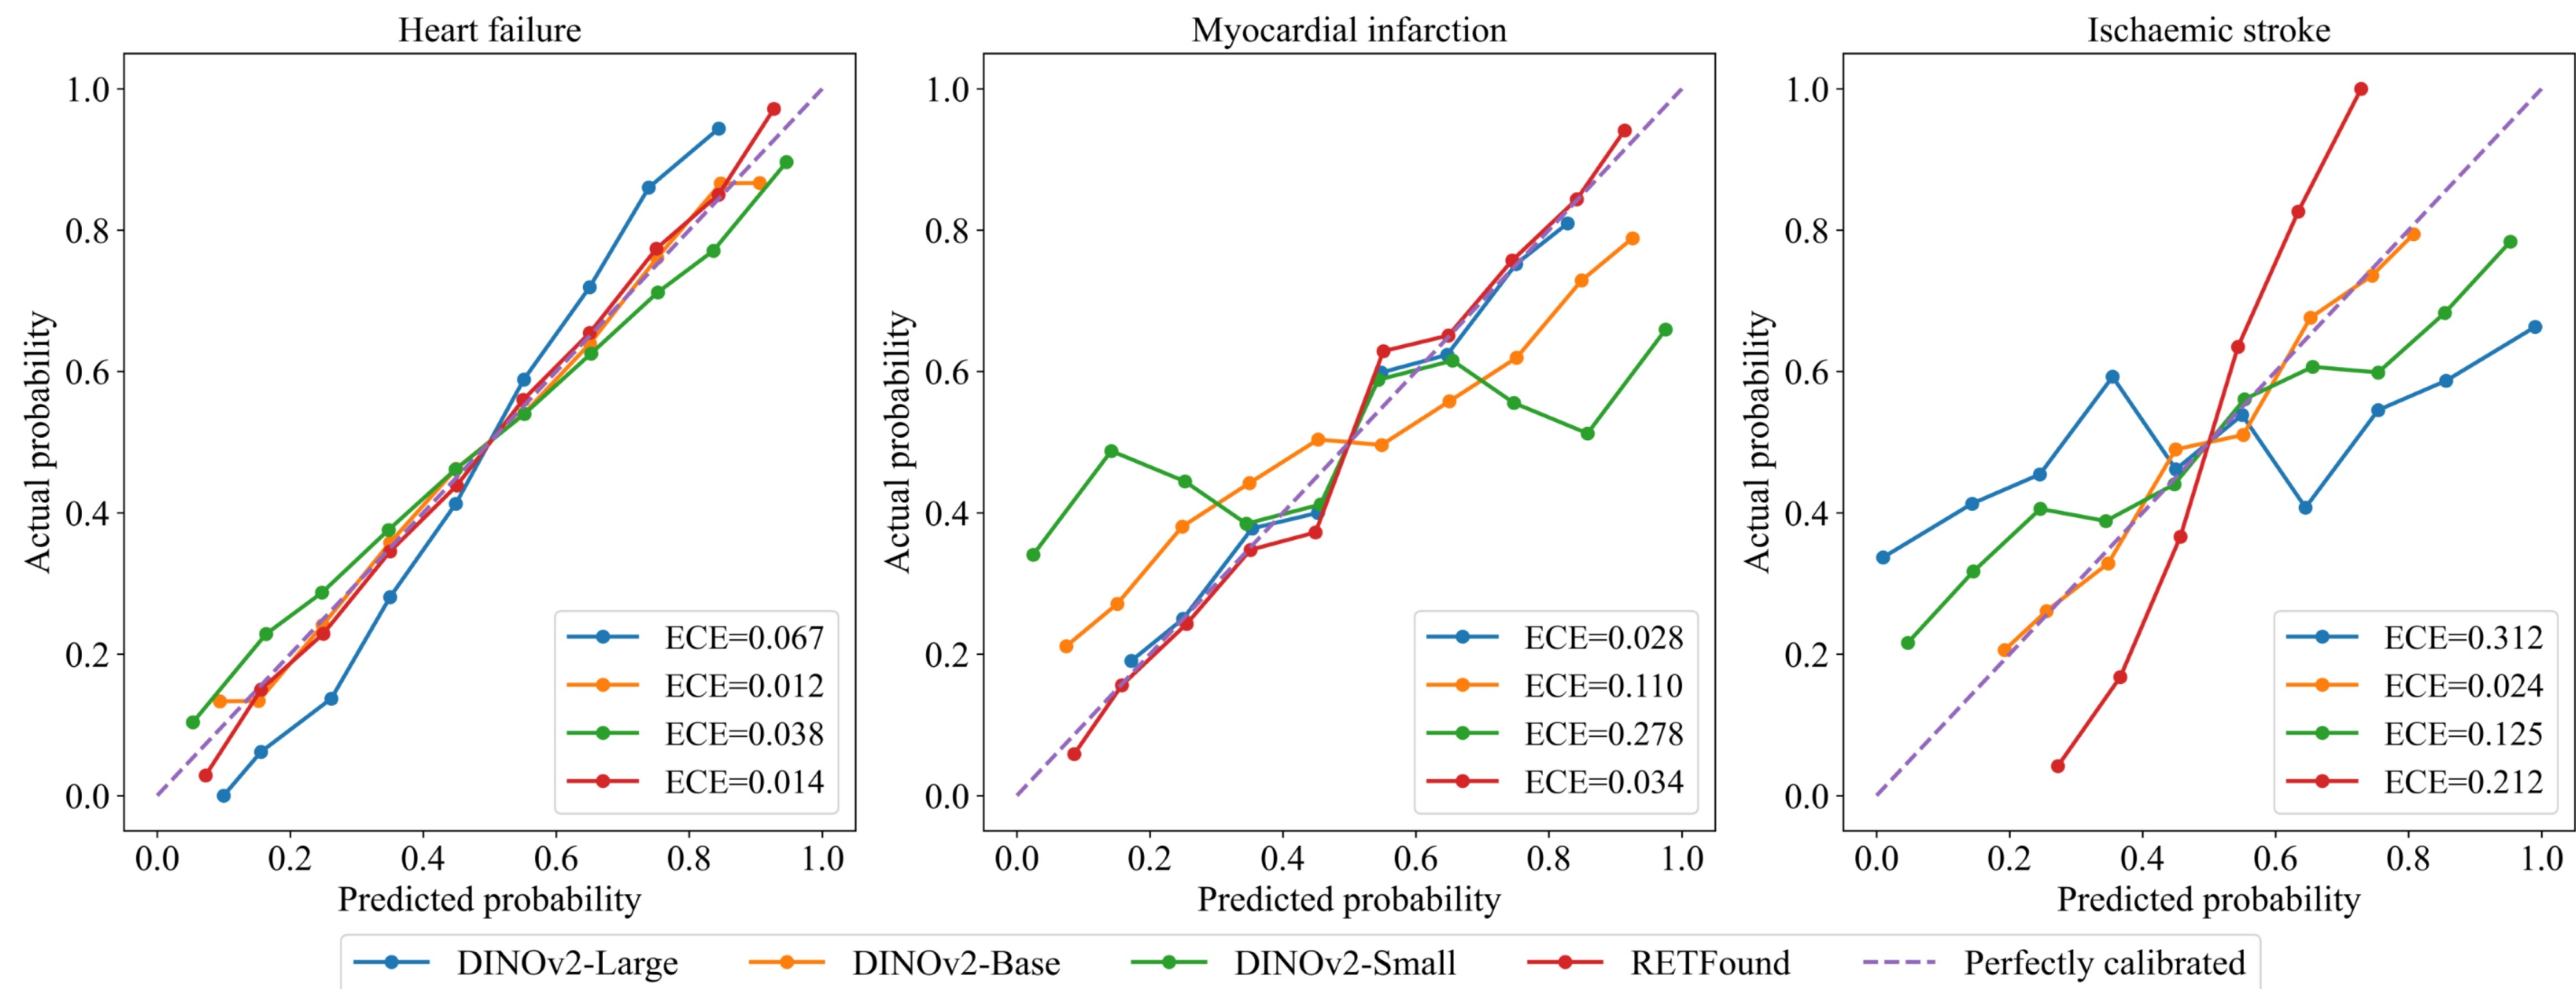 Heart failure
Actual probability
1.0
0.8
0.6
0.4
0.2
0.0
0.0 0.2 0.4 0.6 0.8 1.0
Predicted probability
ECE=0.067
ECE=0.012
ECE=0.038
ECE=0.014
Myocardial infarction
Actual probability
1.0
0.8
0.6
0.4
0.2
0.0
0.0 0.2 0.4 0.6 0.8 1.0
Predicted probability
ECE=0.028
ECE=0.110
ECE=0.278
ECE=0.034
Ischaemic stroke
Actual probability
1.0
0.8
0.6
0.4
0.2
0.0
0.0 0.2 0.4 0.6 0.8 1.0
Predicted probability
ECE=0.312
ECE=0.024
ECE=0.125
ECE=0.212
DINOv2-Large DINOv2-Base DINOv2-Small RETFound Perfectly calibrated